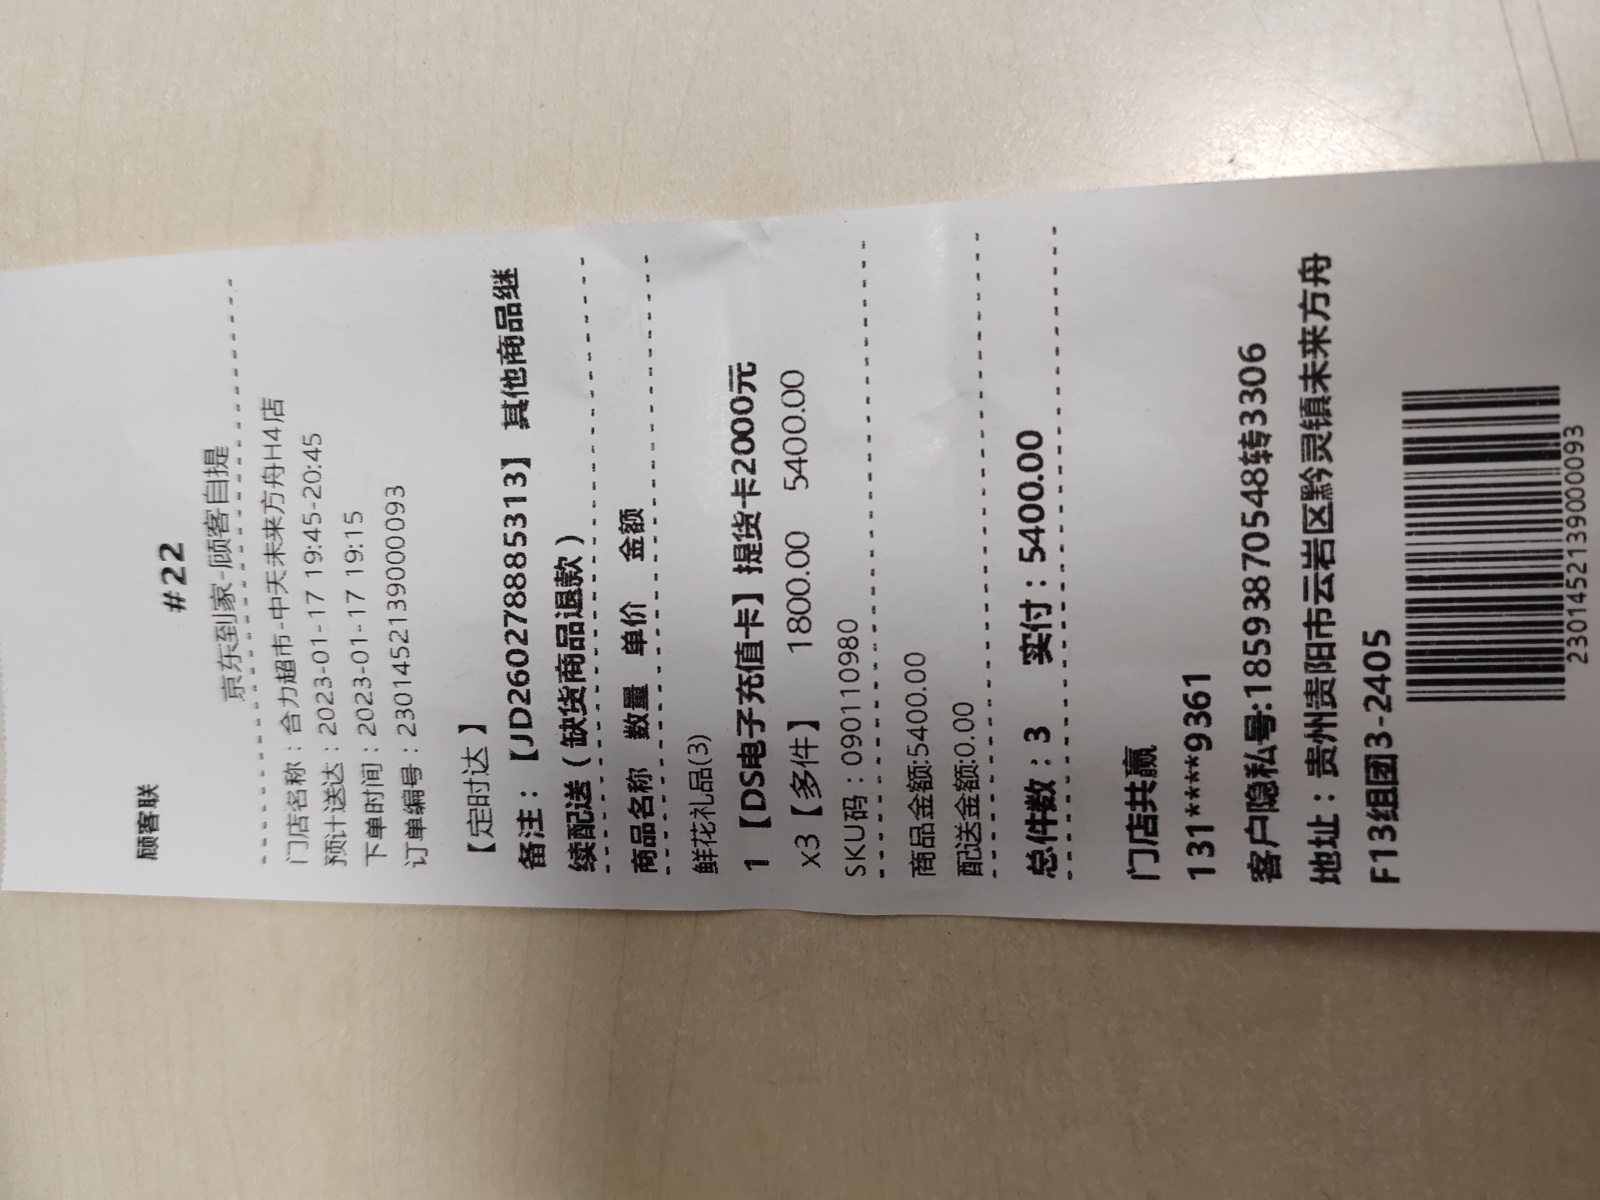 顾客联
#22
京东到家-顾客自提
门店名称：合力超市-中天未来方舟H4店
预计送达：2023-01-17 19:45-20:45
下单时间：2023-01-17 19:15
订单编号：2301452139000093
【定时达】
备注：【JD2602788885313】 其他商品继
续配送（缺货商品退款）
商品名称 数量 单价 金额
鲜花礼品(3)
1 【DS电子充值卡】提货卡2000元
x3【多件】 1800.00 5400.00
SKU码：090110980
商品金额:5400.00
配送金额:0.00
总件数：3 实付：5400.00
门店共赢
131****9361
客户隐私号:18593870548转3306
地址：贵州贵阳市云岩区黔灵镇未来方舟
F13组团3-2405
2301452139000093